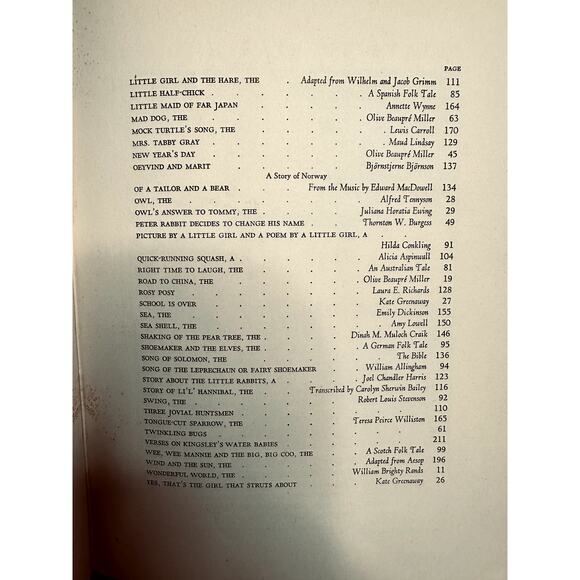 PAGE
LITTLE GIRL AND THE HARE, THE . Adapted from Wilhelm and Jacob Grimm 111
LITTLE HALF-CHICK . . . . . . A Spanish Folk Tale 85
LITTLE MAID OF FAR JAPAN . . . . . Annette Wynne 164
MAD DOG, THE . . . . . . Olive Beaupré Miller 63
MOCK TURTLE'S SONG, THE . . . . . Lewis Carroll 170
MRS. TABBY GRAY . . . . . . Maud Lindsay 129
NEW YEAR'S DAY . . . . . Olive Beaupré Miller 45
OEYVIND AND MARIT . . . . Björnstjerne Björnson 137
A Story of Norway
OF A TAILOR AND A BEAR . From the Music by Edward MacDowell 134
OWL, THE . . . . . . Alfred Tennyson 28
OWL'S ANSWER TO TOMMY, THE . . . Juliana Horatia Ewing 29
PETER RABBIT DECIDES TO CHANGE HIS NAME . Thornton W. Burgess 49
PICTURE BY A LITTLE GIRL AND A POEM BY A LITTLE GIRL, A .
Hilda Conkling 91
QUICK-RUNNING SQUASH, A . . . . . Alicia Aspinwall 104
RIGHT TIME TO LAUGH, THE . . . . An Australian Tale 81
ROAD TO CHINA, THE . . . . . Olive Beaupré Miller 19
ROSY POSY . . . . . . Laura E. Richards 128
SCHOOL IS OVER . . . . . . Kate Greenaway 27
SEA, THE . . . . . . Emily Dickinson 155
SEA SHELL, THE . . . . . . Amy Lowell 150
SHAKING OF THE PEAR TREE, THE . . . Dinah M. Muloch Craik 146
SHOEMAKER AND THE ELVES, THE . . . A German Folk Tale 95
SONG OF SOLOMON, THE . . . . . The Bible 136
SONG OF THE LEPRECHAUN OR FAIRY SHOEMAKER . William Allingham 94
STORY ABOUT THE LITTLE RABBITS, A . . . Joel Chandler Harris 123
STORY OF LI'L' HANNIBAL, THE . Transcribed by Carolyn Sherwin Bailey 116
SWING, THE . . . . . Robert Louis Stevenson 92
THREE JOVIAL HUNTSMEN . . . . . . 110
TONGUE-CUT SPARROW, THE . . . . Teresa Peirce Williston 165
TWINKLING BUGS . . . . . . 61
VERSES ON KINGSLEY'S WATER BABIES . . . . 211
WEE, WEE MANNIE AND THE BIG, BIG COO, THE . A Scotch Folk Tale 99
WIND AND THE SUN, THE . . . . Adapted from Aesop 196
WONDERFUL WORLD, THE . . . . William Brighty Rands 11
YES, THAT'S THE GIRL THAT STRUTS ABOUT . . Kate Greenaway 26